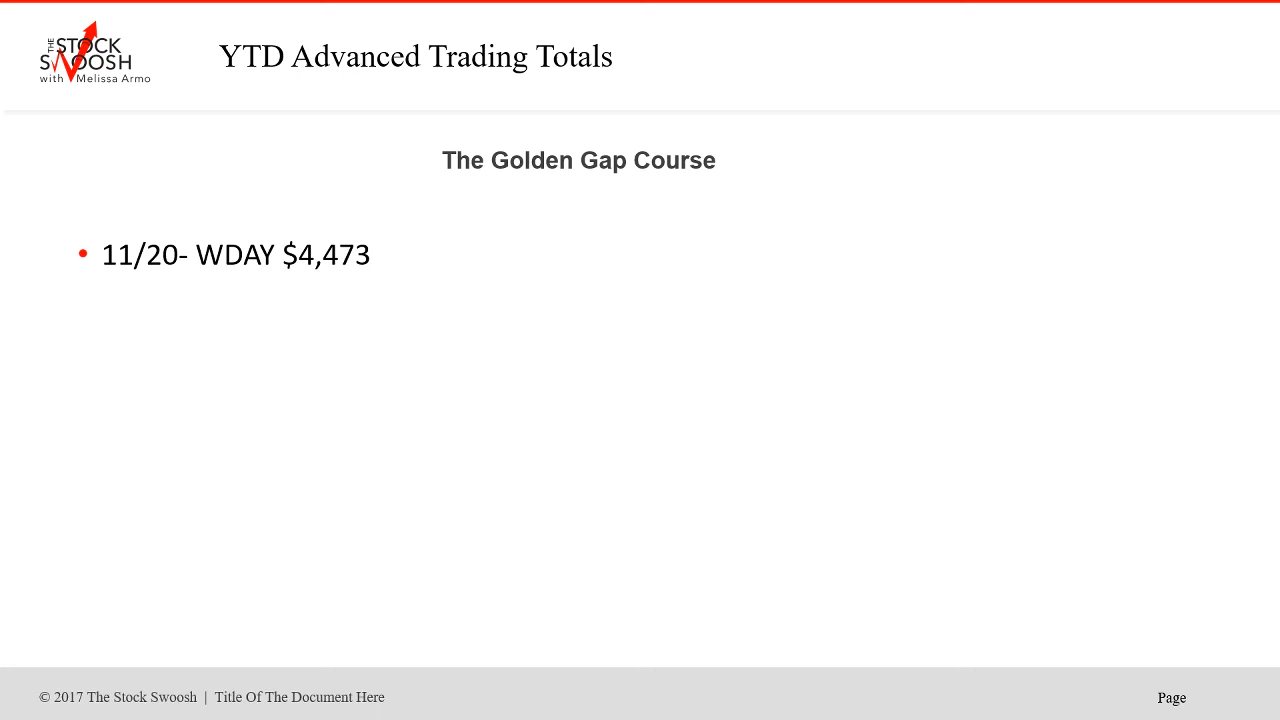 THE STOCK
SWOOSH
with Melissa Armo
YTD Advanced Trading Totals
The Golden Gap Course
• 11/20- WDAY $4,473
© 2017 The Stock Swoosh | Title Of The Document Here
Page